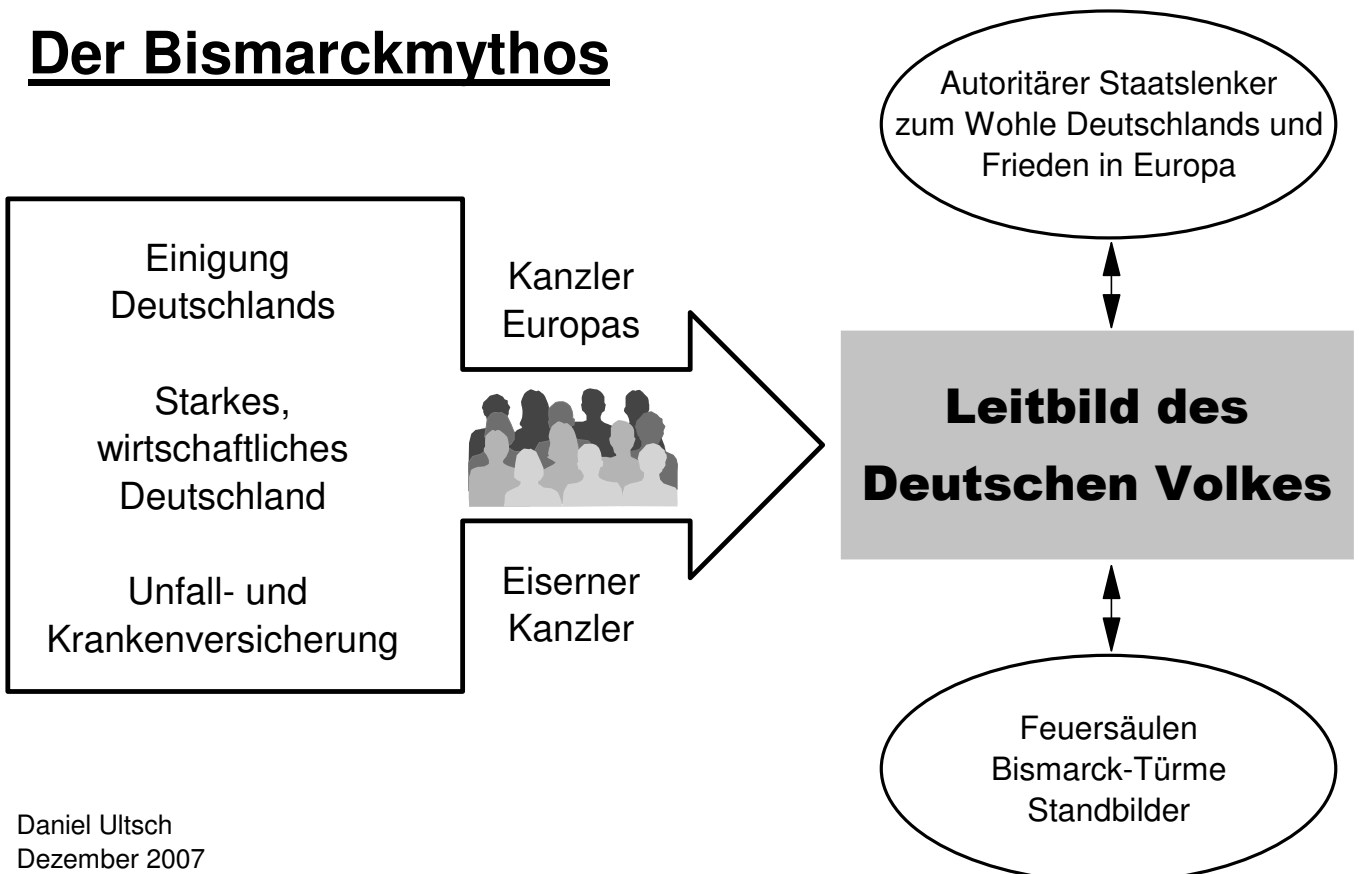 Der Bismarckmythos
Autoritärer Staatslenker
zum Wohle Deutschlands und
Frieden in Europa
Einigung
Deutschlands
Starkes,
wirtschaftliches
Deutschland
Unfall- und
Krankenversicherung
Kanzler
Europas
Eiserner
Kanzler
Leitbild des
Deutschen Volkes
Feuersäulen
Bismarck-Türme
Standbilder
Daniel Ultsch
Dezember 2007